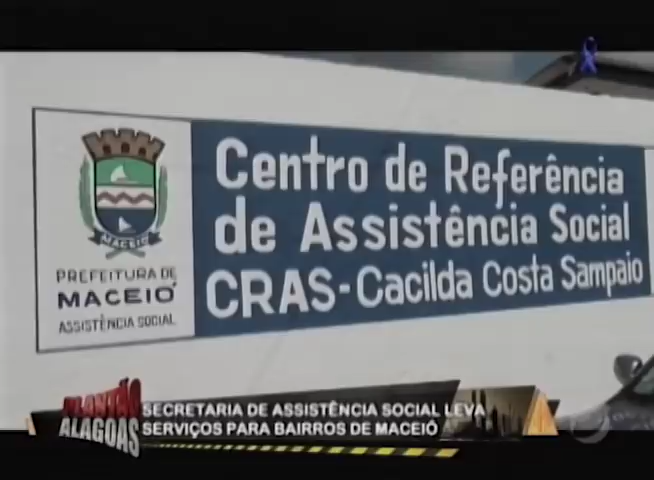 MACEIÓ
PREFEITURA DE
MACEIÓ
ASSISTÊNCIA SOCIAL
Centro de Referência
de Assistência Social
CRAS-Cacilda Costa Sampaio
PLANTÃO
ALAGOAS
SECRETARIA DE ASSISTÊNCIA SOCIAL LEVA
SERVIÇOS PARA BAIRROS DE MACEIÓ